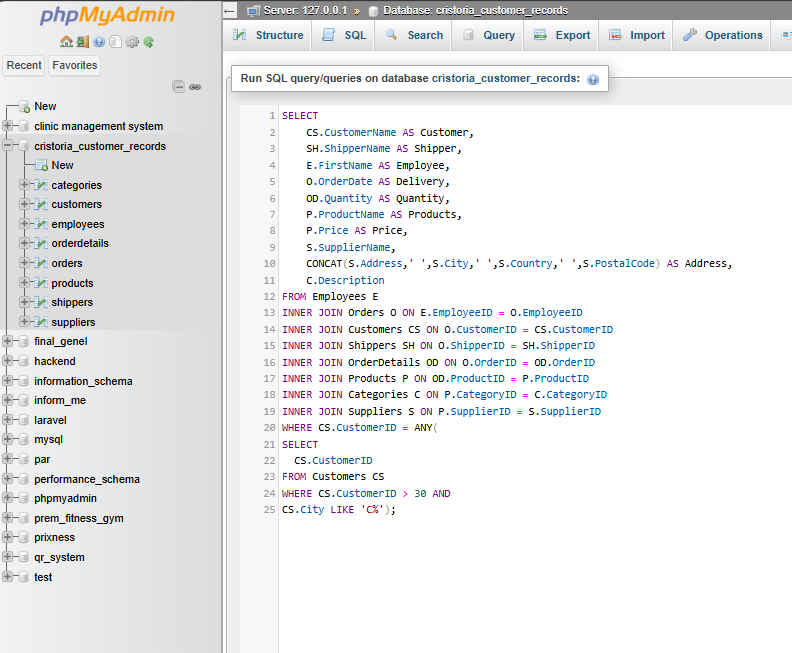 phpMyAdmin
Recent Favorites
New
clinic management system
cristoria_customer_records
New
categories
customers
employees
orderdetails
orders
products
shippers
suppliers
final_genel
hackend
information_schema
inform_me
laravel
mysql
par
performance_schema
phpmyadmin
prem_fitness_gym
prixness
qr_system
test
Server: 127.0.0.1 » Database: cristoria_customer_records
Structure SQL Search Query Export Import Operations
Run SQL query/queries on database cristoria_customer_records:
1 SELECT
2 CS.CustomerName AS Customer,
3 SH.ShipperName AS Shipper,
4 E.FirstName AS Employee,
5 O.OrderDate AS Delivery,
6 OD.Quantity AS Quantity,
7 P.ProductName AS Products,
8 P.Price AS Price,
9 S.SupplierName,
10 CONCAT(S.Address,' ',S.City,' ',S.Country,' ',S.PostalCode) AS Address,
11 C.Description
12 FROM Employees E
13 INNER JOIN Orders O ON E.EmployeeID = O.EmployeeID
14 INNER JOIN Customers CS ON O.CustomerID = CS.CustomerID
15 INNER JOIN Shippers SH ON O.ShipperID = SH.ShipperID
16 INNER JOIN OrderDetails OD ON O.OrderID = OD.OrderID
17 INNER JOIN Products P ON OD.ProductID = P.ProductID
18 INNER JOIN Categories C ON P.CategoryID = C.CategoryID
19 INNER JOIN Suppliers S ON P.SupplierID = S.SupplierID
20 WHERE CS.CustomerID = ANY(
21 SELECT
22 CS.CustomerID
23 FROM Customers CS
24 WHERE CS.CustomerID > 30 AND
25 CS.City LIKE 'C%');